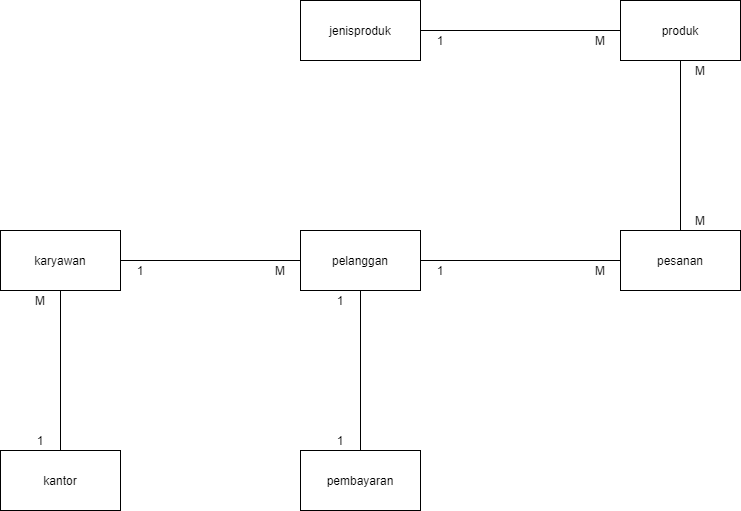 jenisproduk
1
M
produk
M
M
karyawan
1
M
pelanggan
1
M
pesanan
M
1
1
1
kantor
pembayaran